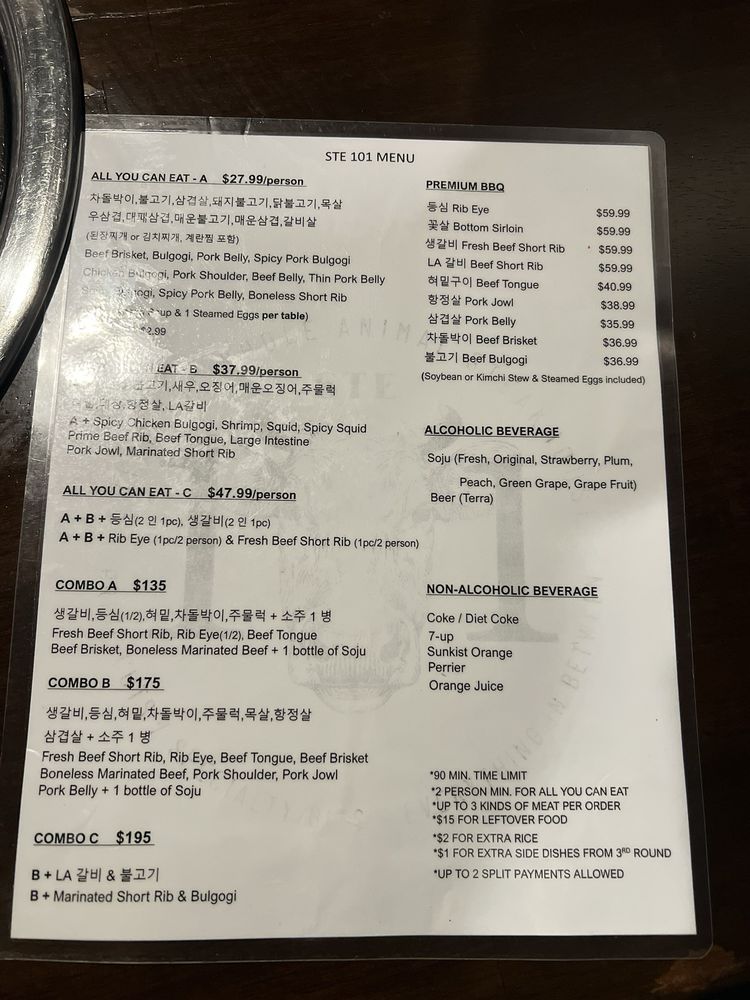 STE 101 MENU
ALL YOU CAN EAT - A $27.99/person
차돌박이,불고기,삼겹살,돼지불고기,닭불고기,목살
우삼겹,대패삼겹,매운불고기,매운삼겹,갈비살
(된장찌개 or 김치찌개, 계란찜 포함)
Beef Brisket, Bulgogi, Pork Belly, Spicy Pork Bulgogi
Chicken Bulgogi, Pork Shoulder, Beef Belly, Thin Pork Belly
Bulgogi, Spicy Pork Belly, Boneless Short Rib
& 1 Steamed Eggs per table)
$2.99
EAT - B $37.99/person
불고기,새우,오징어,매운오징어,주물럭
항정살, LA갈비
A + Spicy Chicken Bulgogi, Shrimp, Squid, Spicy Squid
Prime Beef Rib, Beef Tongue, Large Intestine
Pork Jowl, Marinated Short Rib
ALL YOU CAN EAT - C $47.99/person
A + B + 등심(2 인 1pc), 생갈비(2 인 1pc)
A + B + Rib Eye (1pc/2 person) & Fresh Beef Short Rib (1pc/2 person)
COMBO A $135
생갈비,등심(1/2),혀밑,차돌박이,주물럭 + 소주 1 병
Fresh Beef Short Rib, Rib Eye(1/2), Beef Tongue
Beef Brisket, Boneless Marinated Beef + 1 bottle of Soju
COMBO B $175
생갈비,등심,혀밑,차돌박이,주물럭,목살,항정살
삼겹살 + 소주 1 병
Fresh Beef Short Rib, Rib Eye, Beef Tongue, Beef Brisket
Boneless Marinated Beef, Pork Shoulder, Pork Jowl
Pork Belly + 1 bottle of Soju
COMBO C $195
B + LA 갈비 & 불고기
B + Marinated Short Rib & Bulgogi
PREMIUM BBQ
등심 Rib Eye $59.99
꽃살 Bottom Sirloin $59.99
생갈비 Fresh Beef Short Rib $59.99
LA 갈비 Beef Short Rib $59.99
혀밑구이 Beef Tongue $40.99
항정살 Pork Jowl $38.99
삼겹살 Pork Belly $35.99
차돌박이 Beef Brisket $36.99
불고기 Beef Bulgogi $36.99
(Soybean or Kimchi Stew & Steamed Eggs included)
ALCOHOLIC BEVERAGE
Soju (Fresh, Original, Strawberry, Plum,
Peach, Green Grape, Grape Fruit)
Beer (Terra)
NON-ALCOHOLIC BEVERAGE
Coke / Diet Coke
7-up
Sunkist Orange
Perrier
Orange Juice
*90 MIN. TIME LIMIT
*2 PERSON MIN. FOR ALL YOU CAN EAT
*UP TO 3 KINDS OF MEAT PER ORDER
*$15 FOR LEFTOVER FOOD
*$2 FOR EXTRA RICE
*$1 FOR EXTRA SIDE DISHES FROM 3RD ROUND
*UP TO 2 SPLIT PAYMENTS ALLOWED